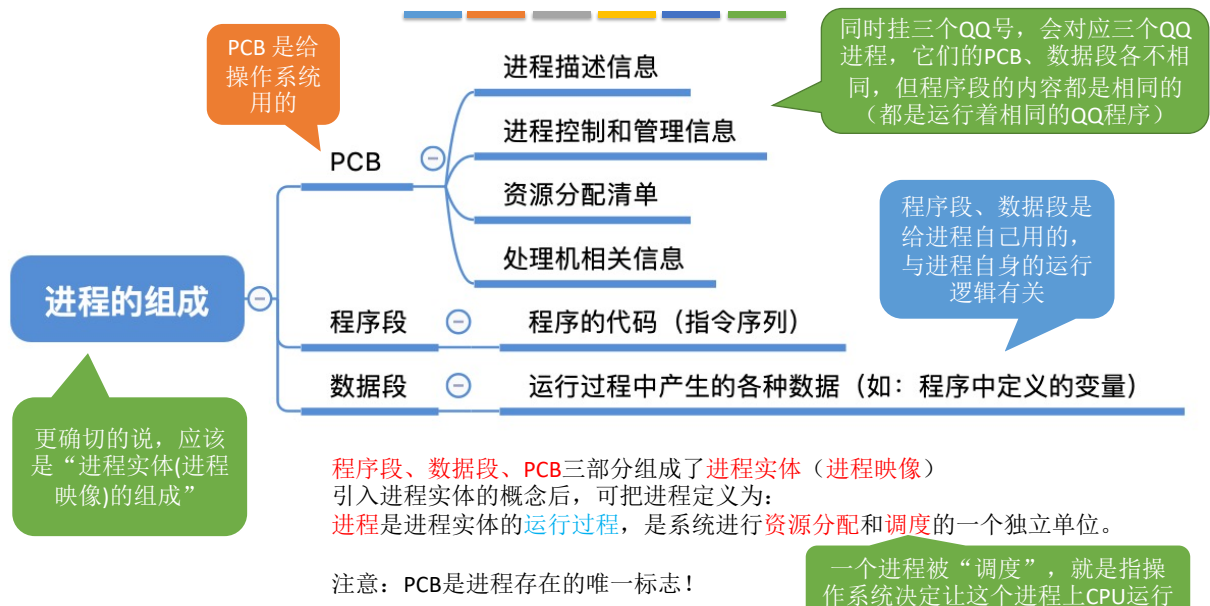 PCB 是给
操作系统
用的
同时挂三个QQ号，会对应三个QQ
进程，它们的PCB、数据段各不相
同，但程序段的内容都是相同的
（都是运行着相同的QQ程序）
进程描述信息
进程控制和管理信息
PCB
资源分配清单
处理机相关信息
程序段、数据段是
给进程自己用的，
与进程自身的运行
逻辑有关
进程的组成
程序段
程序的代码（指令序列）
数据段
运行过程中产生的各种数据（如：程序中定义的变量）
更确切的说，应该
是“进程实体(进程
映像)的组成”
程序段、数据段、PCB三部分组成了进程实体（进程映像）
引入进程实体的概念后，可把进程定义为：
进程是进程实体的运行过程，是系统进行资源分配和调度的一个独立单位。
一个进程被“调度”，就是指操
作系统决定让这个进程上CPU运行
注意：PCB是进程存在的唯一标志！